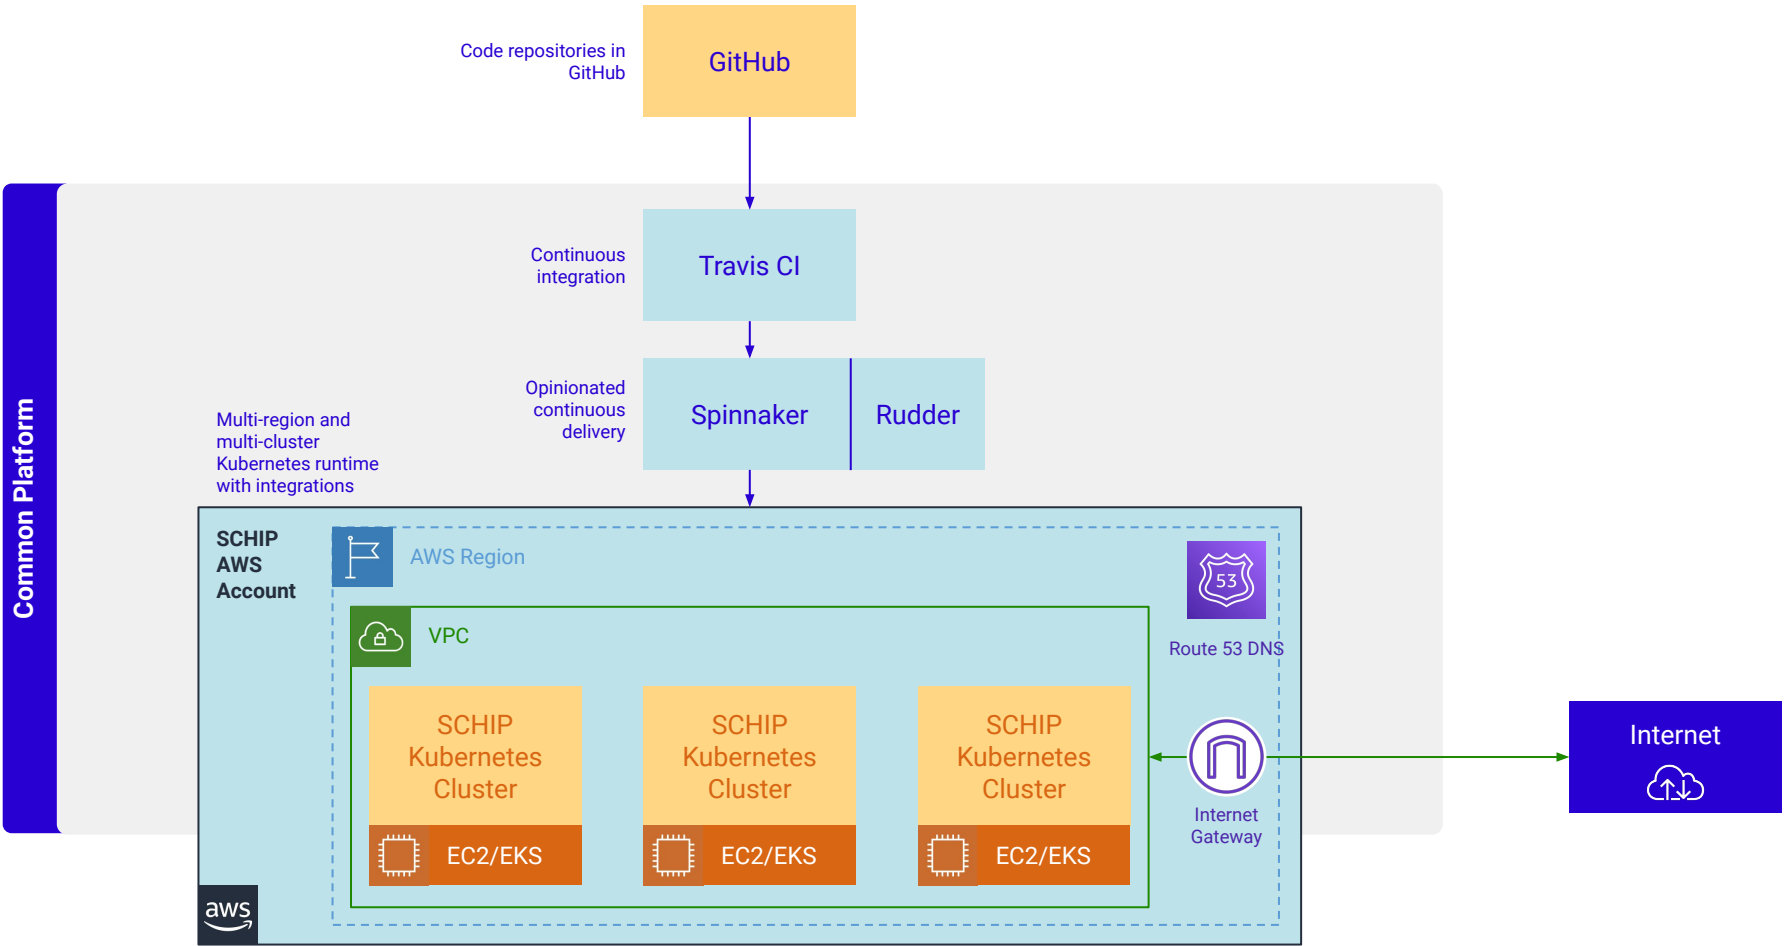 Code repositories in
GitHub
GitHub
Continuous
integration
Travis CI
Opinionated
continuous
delivery
Spinnaker
Rudder
Common Platform
Multi-region and
multi-cluster
Kubernetes runtime
with integrations
SCHIP
AWS
Account
AWS Region
53
Route 53 DNS
VPC
SCHIP
Kubernetes
Cluster
EC2/EKS
SCHIP
Kubernetes
Cluster
EC2/EKS
SCHIP
Kubernetes
Cluster
EC2/EKS
Internet
Gateway
Internet
aws